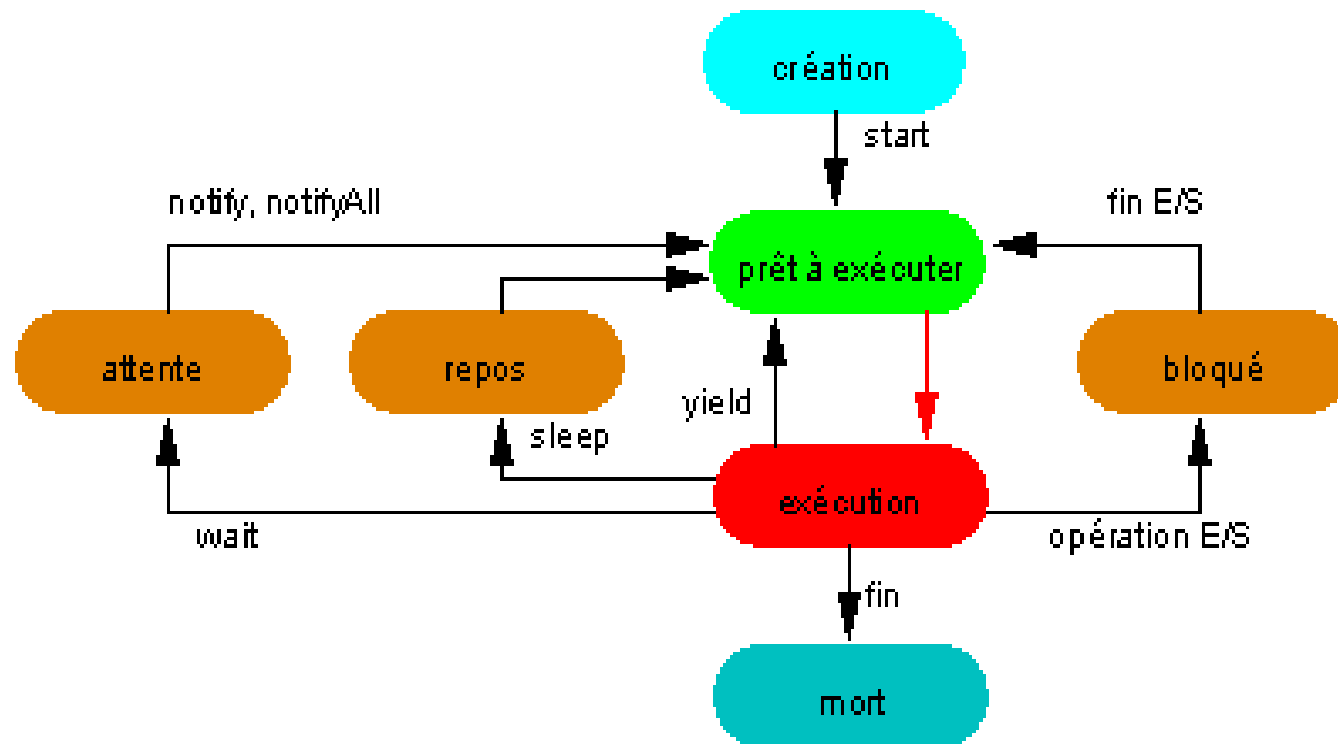 création
start
notify, notifyAll
fin E/S
prêt à exécuter
attente
repos
bloqué
yield
sleep
exécution
wait
opération E/S
fin
mort